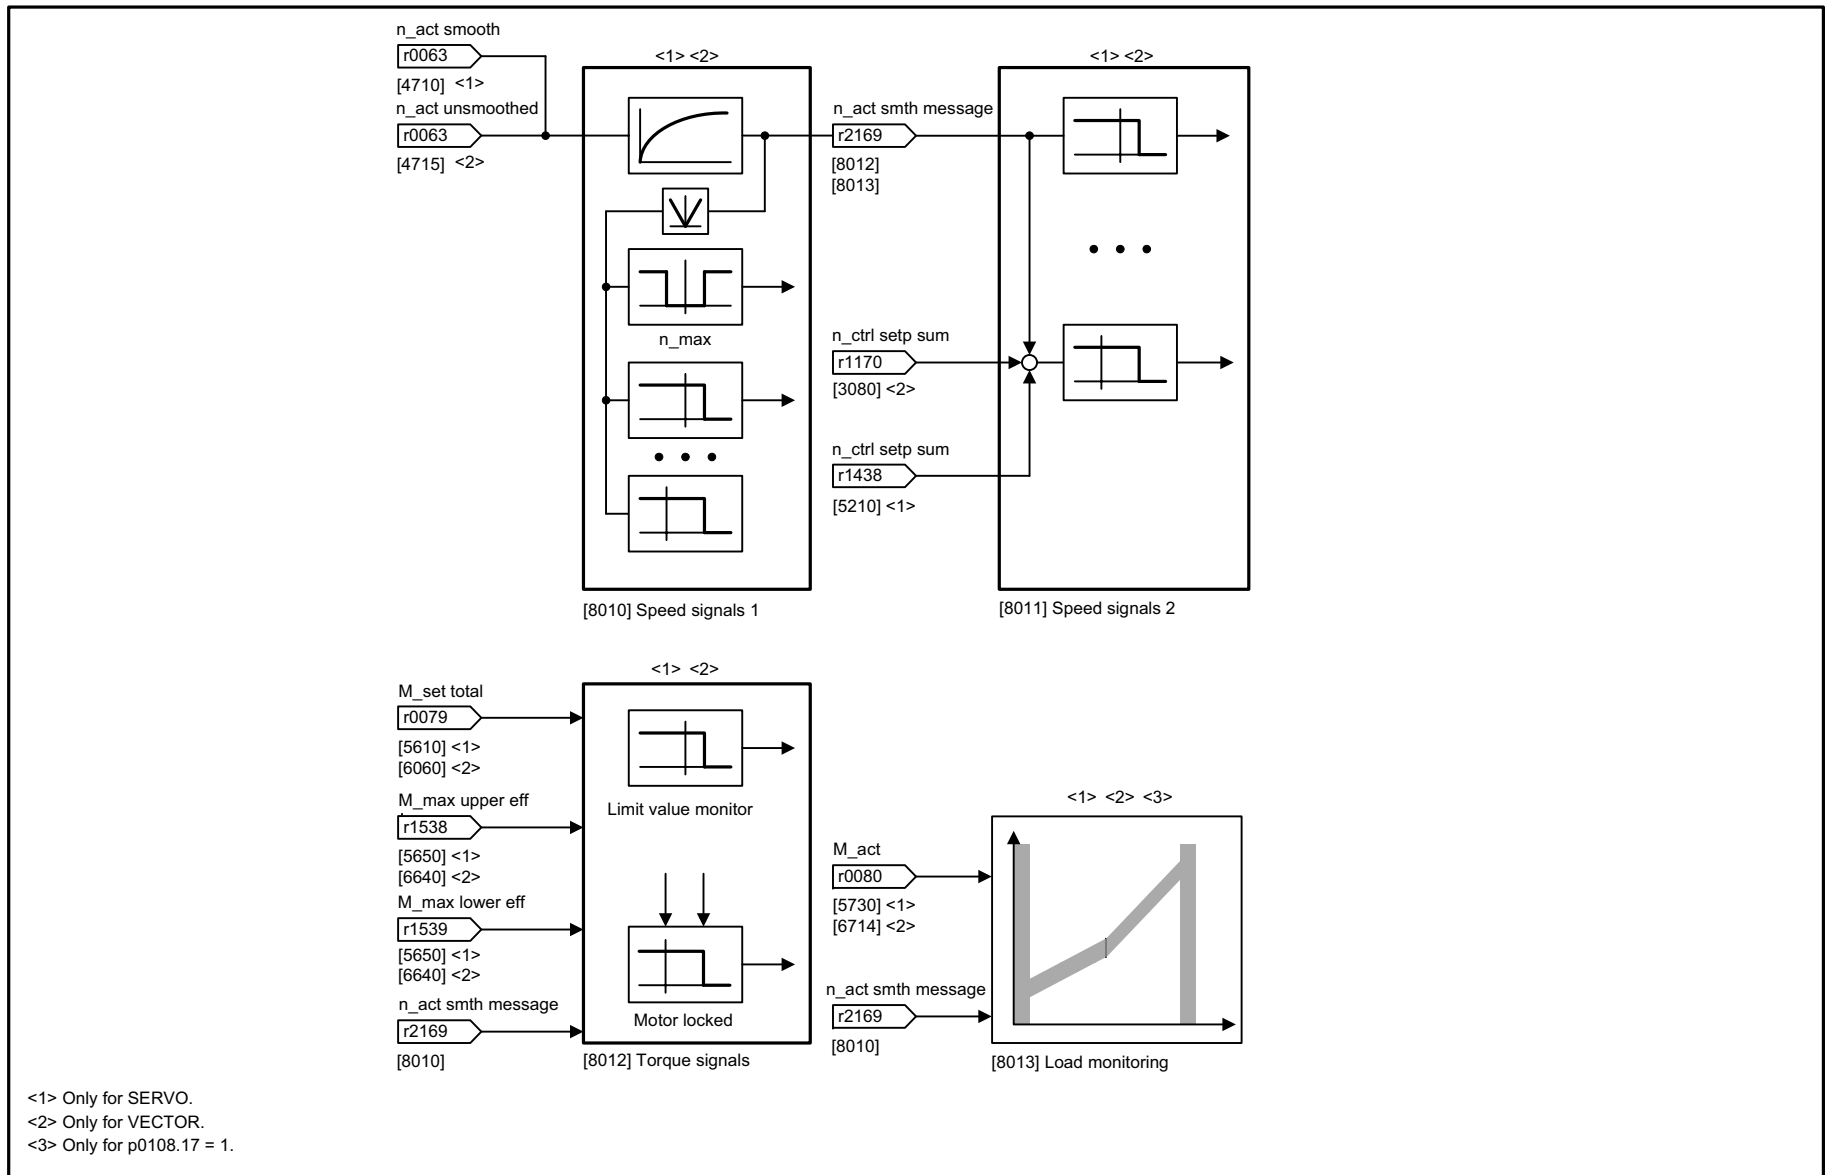 n_act smooth
r0063
[4710] <1>
n_act unsmoothed
r0063
[4715] <2>
<1> <2>
n_max
[8010] Speed signals 1
n_act smth message
r2169
[8012]
[8013]
n_ctrl setp sum
r1170
[3080] <2>
n_ctrl setp sum
r1438
[5210] <1>
<1> <2>
[8011] Speed signals 2
M_set total
r0079
[5610] <1>
[6060] <2>
M_max upper eff
r1538
[5650] <1>
[6640] <2>
M_max lower eff
r1539
[5650] <1>
[6640] <2>
n_act smth message
r2169
[8010]
<1> <2>
Limit value monitor
Motor locked
[8012] Torque signals
M_act
r0080
[5730] <1>
[6714] <2>
n_act smth message
r2169
[8010]
<1> <2> <3>
[8013] Load monitoring
<1> Only for SERVO.
<2> Only for VECTOR.
<3> Only for p0108.17 = 1.